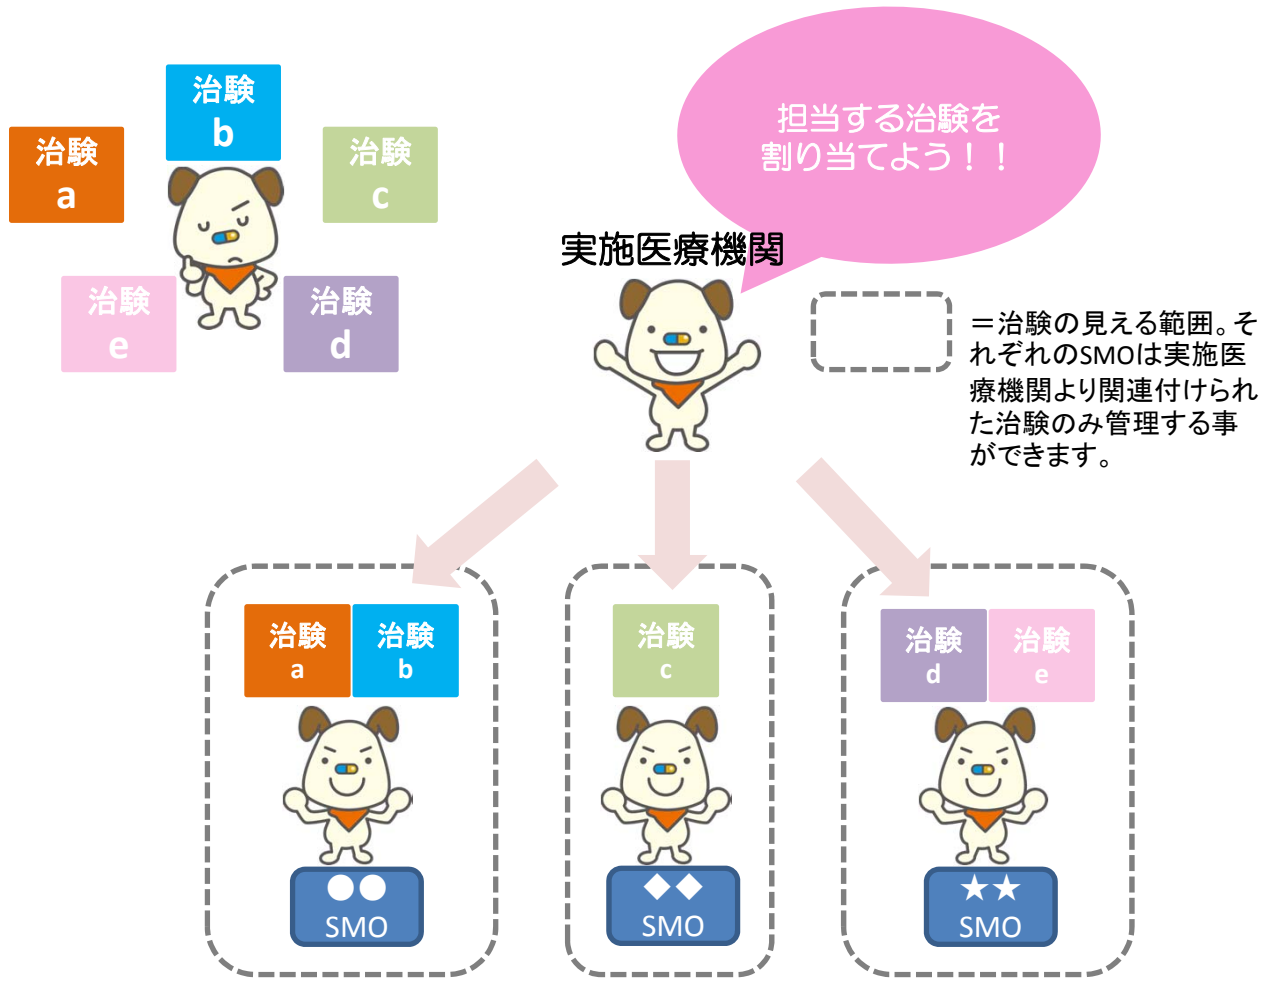 治験
b
治験
a
治験
c
治験
e
治験
d
担当する治験を
割り当てよう！！
実施医療機関
＝治験の見える範囲。そ
れぞれのSMOは実施医
療機関より関連付けられ
た治験のみ管理する事
ができます。
治験
a
治験
b
●●
SMO
治験
c
◆◆
SMO
治験
d
治験
e
★★
SMO